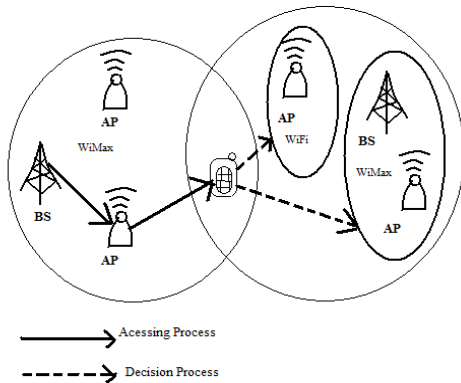 AP
WiMax
BS
AP
AP
WiFi
BS
WiMax
AP
Acessing Process
Decision Process